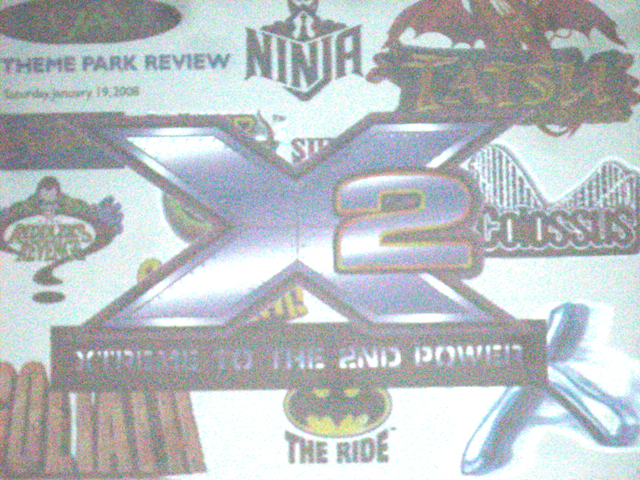 THEME PARK REVIEW
Saturday, January 19, 2008
NINJA
TATSU
X2
RIDDLER'S
REVENGE
COLOSSUS
XTREME TO THE 2ND POWER
GOLIATH
THE RIDE
X